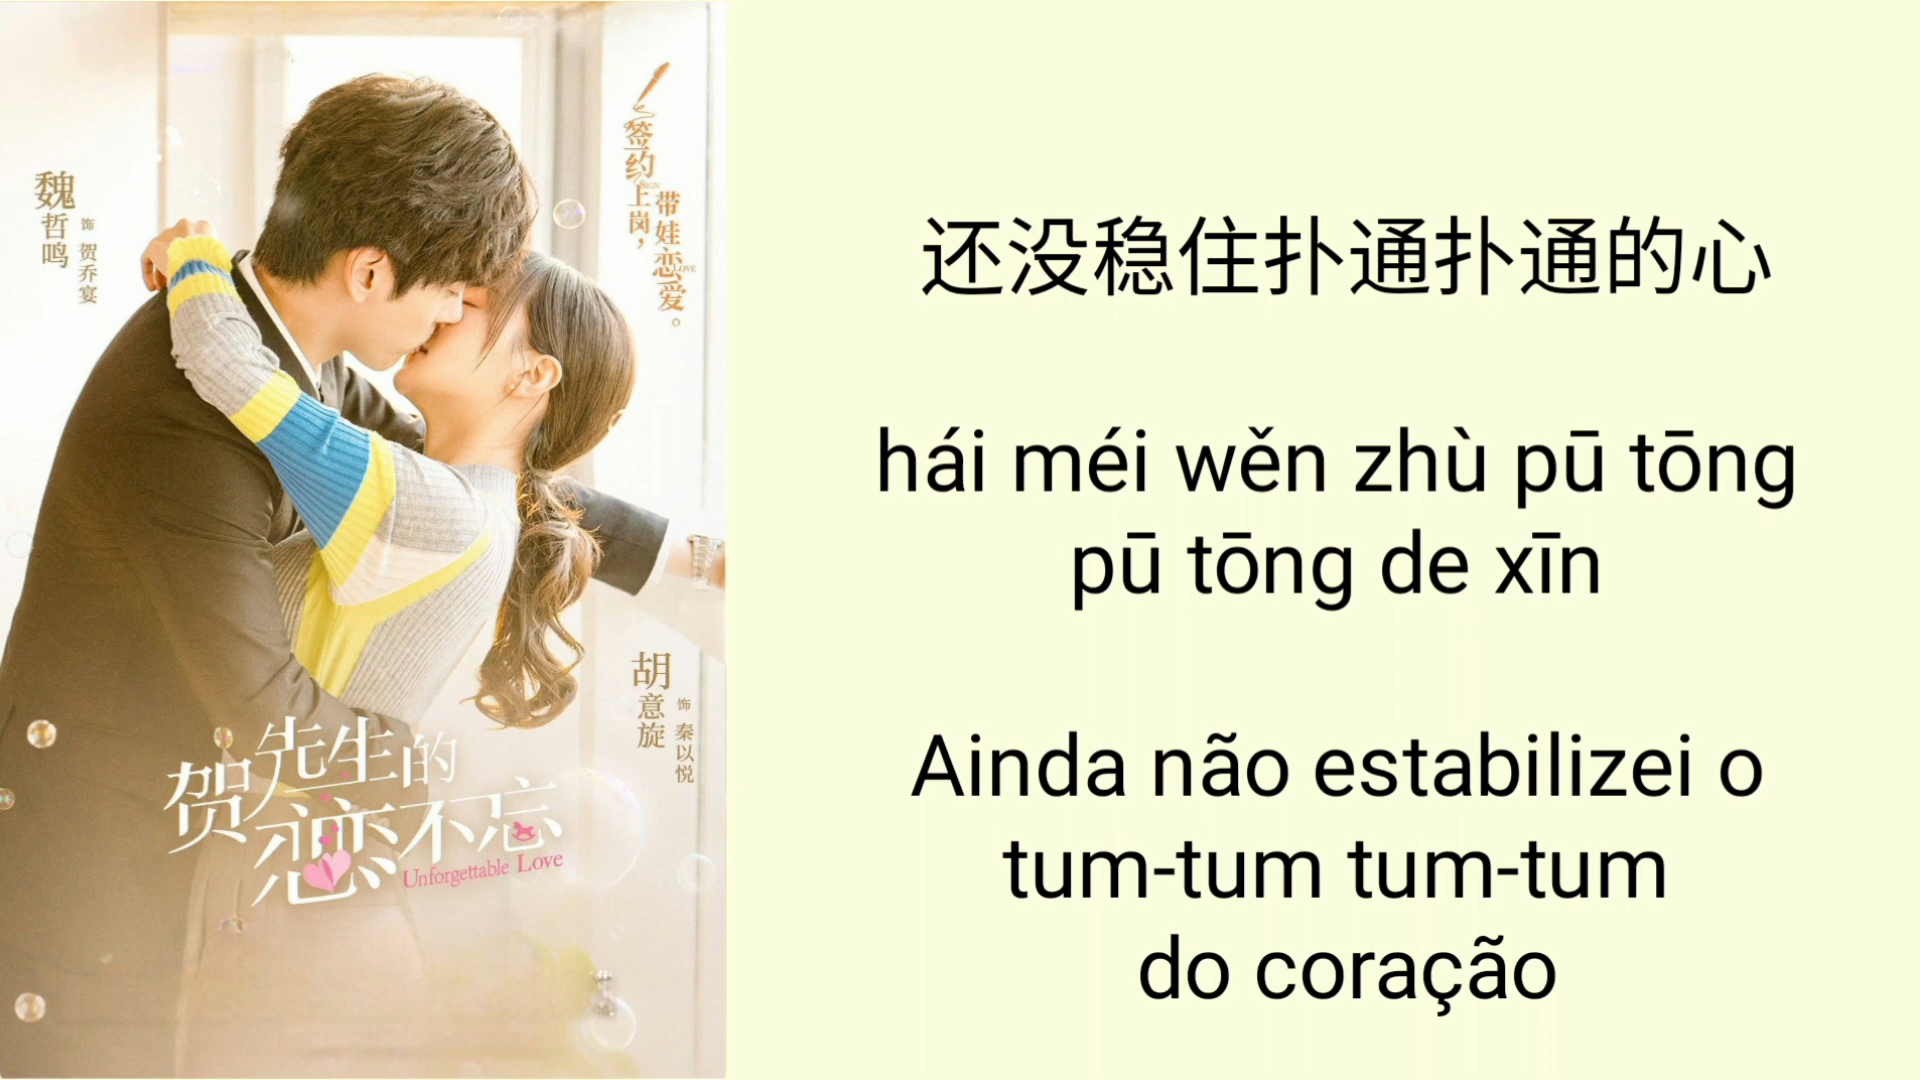 魏哲鸣
饰 贺乔宴
签约上岗，
SIGN
带娃恋爱。
LOVE
胡意旋
饰 秦以悦
贺先生的
恋不忘
Unforgettable Love
还没稳住扑通扑通的心
hái méi wěn zhù pū tōng
pū tōng de xīn
Ainda não estabilizei o
tum-tum tum-tum
do coração